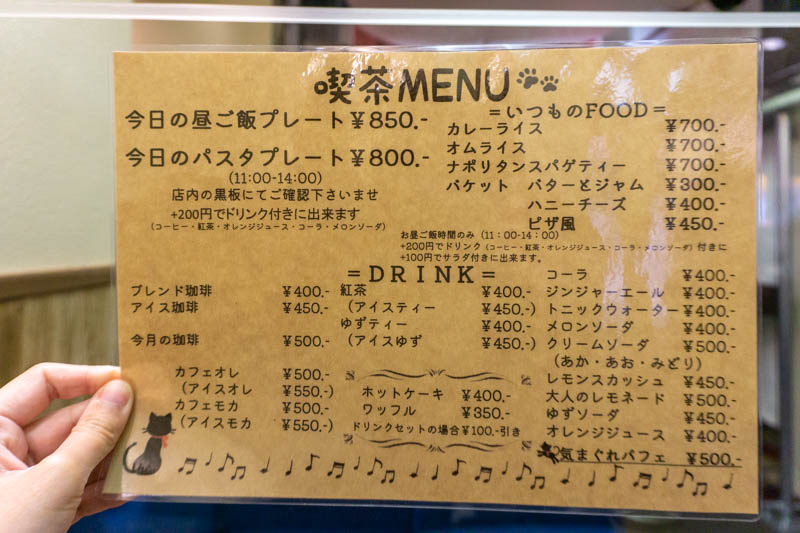 喫茶MENU
今日の昼ご飯プレート ¥850.-
今日のパスタプレート ¥800.-
(11:00-14:00)
店内の黒板にてご確認下さいませ
+200円でドリンク付きに出来ます
(コーヒー・紅茶・オレンジジュース・コーラ・メロンソーダ)
=いつものFOOD=
カレーライス ¥700.-
オムライス ¥700.-
ナポリタンスパゲティー ¥700.-
バケット バターとジャム ¥300.-
ハニーチーズ ¥400.-
ピザ風 ¥450.-
お昼ご飯時間のみ (11:00-14:00)
+200円でドリンク (コーヒー・紅茶・オレンジジュース・コーラ・メロンソーダ) 付きに
+100円でサラダ付きに出来ます。
=DRINK=
ブレンド珈琲 ¥400.-
アイス珈琲 ¥450.-
今月の珈琲 ¥500.-
カフェオレ ¥500.-
(アイスオレ ¥550.-)
カフェモカ ¥500.-
(アイスモカ ¥550.-)
紅茶 ¥400.-
(アイスティー ¥450.-)
ゆずティー ¥400.-
(アイスゆず ¥450.-)
ホットケーキ ¥400.-
ワッフル ¥350.-
ドリンクセットの場合¥100.-引き
コーラ ¥400.-
ジンジャーエール ¥400.-
トニックウォーター ¥400.-
メロンソーダ ¥400.-
クリームソーダ ¥500.-
(あか・あお・みどり)
レモンスカッシュ ¥450.-
大人のレモネード ¥500.-
ゆずソーダ ¥450.-
オレンジジュース ¥400.-
気まぐれパフェ ¥500.-